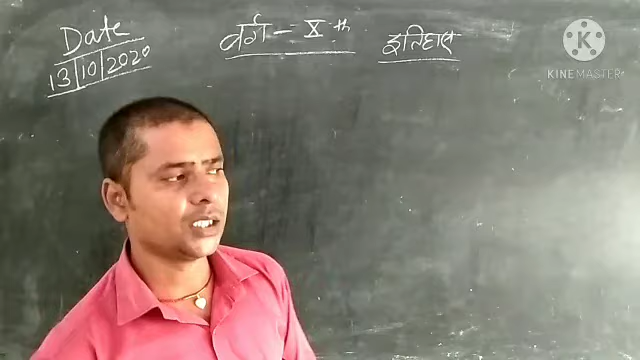 Date
13/10/2020
वर्ग - X th
इतिहास
K
KINEMASTER